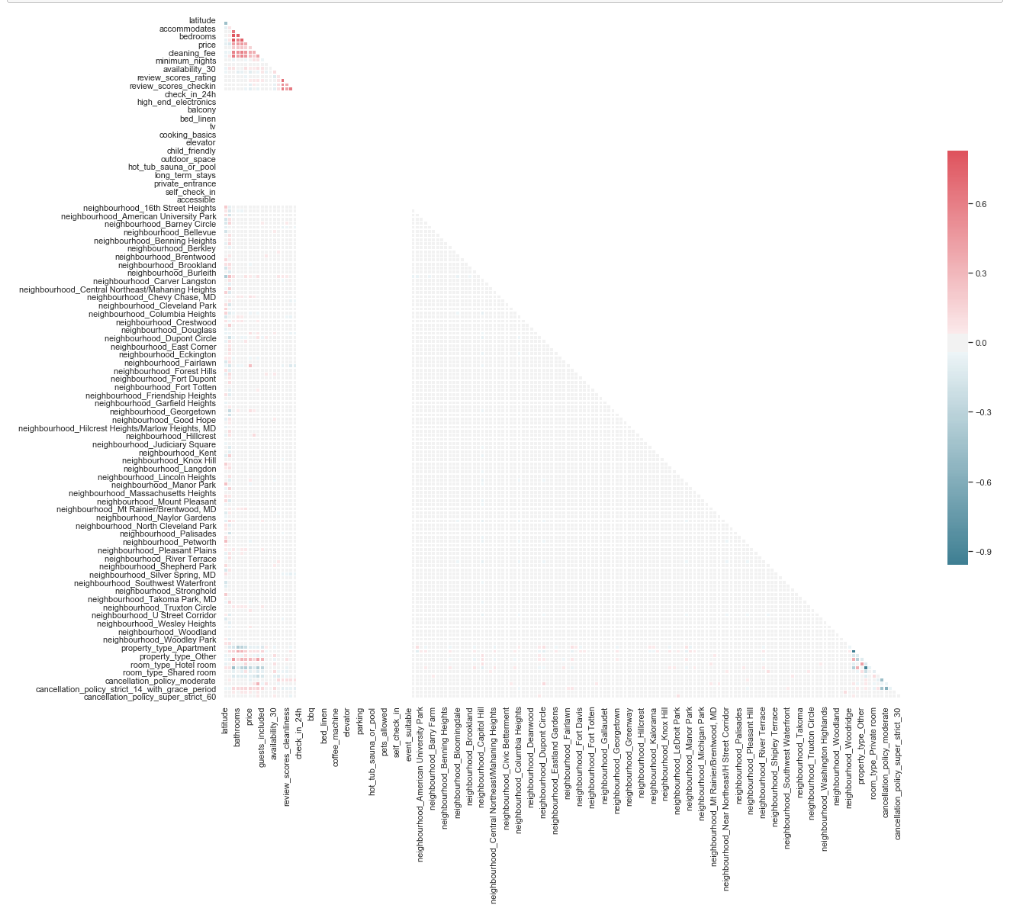 latitude
accommodates
bedrooms
price
cleaning_fee
minimum_nights
availability_30
review_scores_rating
review_scores_checkin
check_in_24h
high_end_electronics
balcony
bed_linen
tv
cooking_basics
elevator
child_friendly
outdoor_space
hot_tub_sauna_or_pool
long_term_stays
private_entrance
self_check_in
accessible
neighbourhood_16th Street Heights
neighbourhood_American University Park
neighbourhood_Barney Circle
neighbourhood_Bellevue
neighbourhood_Benning Heights
neighbourhood_Berkley
neighbourhood_Brentwood
neighbourhood_Brookland
neighbourhood_Burleith
neighbourhood_Carver Langston
neighbourhood_Central Northeast/Mahaning Heights
neighbourhood_Chevy Chase, MD
neighbourhood_Cleveland Park
neighbourhood_Columbia Heights
neighbourhood_Crestwood
neighbourhood_Douglass
neighbourhood_Dupont Circle
neighbourhood_East Corner
neighbourhood_Eckington
neighbourhood_Fairlawn
neighbourhood_Forest Hills
neighbourhood_Fort Dupont
neighbourhood_Fort Totten
neighbourhood_Friendship Heights
neighbourhood_Garfield Heights
neighbourhood_Georgetown
neighbourhood_Good Hope
neighbourhood_Hilcrest Heights/Marlow Heights, MD
neighbourhood_Hillcrest
neighbourhood_Judiciary Square
neighbourhood_Kent
neighbourhood_Knox Hill
neighbourhood_Langdon
neighbourhood_Lincoln Heights
neighbourhood_Manor Park
neighbourhood_Massachusetts Heights
neighbourhood_Mount Pleasant
neighbourhood_Mt Rainier/Brentwood, MD
neighbourhood_Naylor Gardens
neighbourhood_North Cleveland Park
neighbourhood_Palisades
neighbourhood_Petworth
neighbourhood_Pleasant Plains
neighbourhood_River Terrace
neighbourhood_Shepherd Park
neighbourhood_Silver Spring, MD
neighbourhood_Southwest Waterfront
neighbourhood_Stronghold
neighbourhood_Takoma Park, MD
neighbourhood_Truxton Circle
neighbourhood_U Street Corridor
neighbourhood_Wesley Heights
neighbourhood_Woodland
neighbourhood_Woodley Park
property_type_Apartment
property_type_Other
room_type_Hotel room
room_type_Shared room
cancellation_policy_moderate
cancellation_policy_strict_14_with_grace_period
cancellation_policy_super_strict_60
latitude
bathrooms
price
guests_included
availability_30
review_scores_cleanliness
check_in_24h
bbq
bed_linen
coffee_machine
elevator
parking
hot_tub_sauna_or_pool
pets_allowed
self_check_in
event_suitable
neighbourhood_American University Park
neighbourhood_Barry Farm
neighbourhood_Benning Heights
neighbourhood_Bloomingdale
neighbourhood_Brookland
neighbourhood_Capitol Hill
neighbourhood_Central Northeast/Mahaning Heights
neighbourhood_Civic Betterment
neighbourhood_Columbia Heights
neighbourhood_Deanwood
neighbourhood_Dupont Circle
neighbourhood_Eastland Gardens
neighbourhood_Fairlawn
neighbourhood_Fort Davis
neighbourhood_Fort Totten
neighbourhood_Gallaudet
neighbourhood_Georgetown
neighbourhood_Greenway
neighbourhood_Hillcrest
neighbourhood_Kalorama
neighbourhood_Knox Hill
neighbourhood_LeDroit Park
neighbourhood_Manor Park
neighbourhood_Michigan Park
neighbourhood_Mt Rainier/Brentwood, MD
neighbourhood_Near Northeast/H Street Corridor
neighbourhood_Palisades
neighbourhood_Pleasant Hill
neighbourhood_River Terrace
neighbourhood_Shipley Terrace
neighbourhood_Southwest Waterfront
neighbourhood_Takoma
neighbourhood_Truxton Circle
neighbourhood_Washington Highlands
neighbourhood_Woodbridge
property_type_Other
room_type_Private room
cancellation_policy_moderate
cancellation_policy_super_strict_30
0.6
0.3
0.0
−0.3
−0.6
−0.9